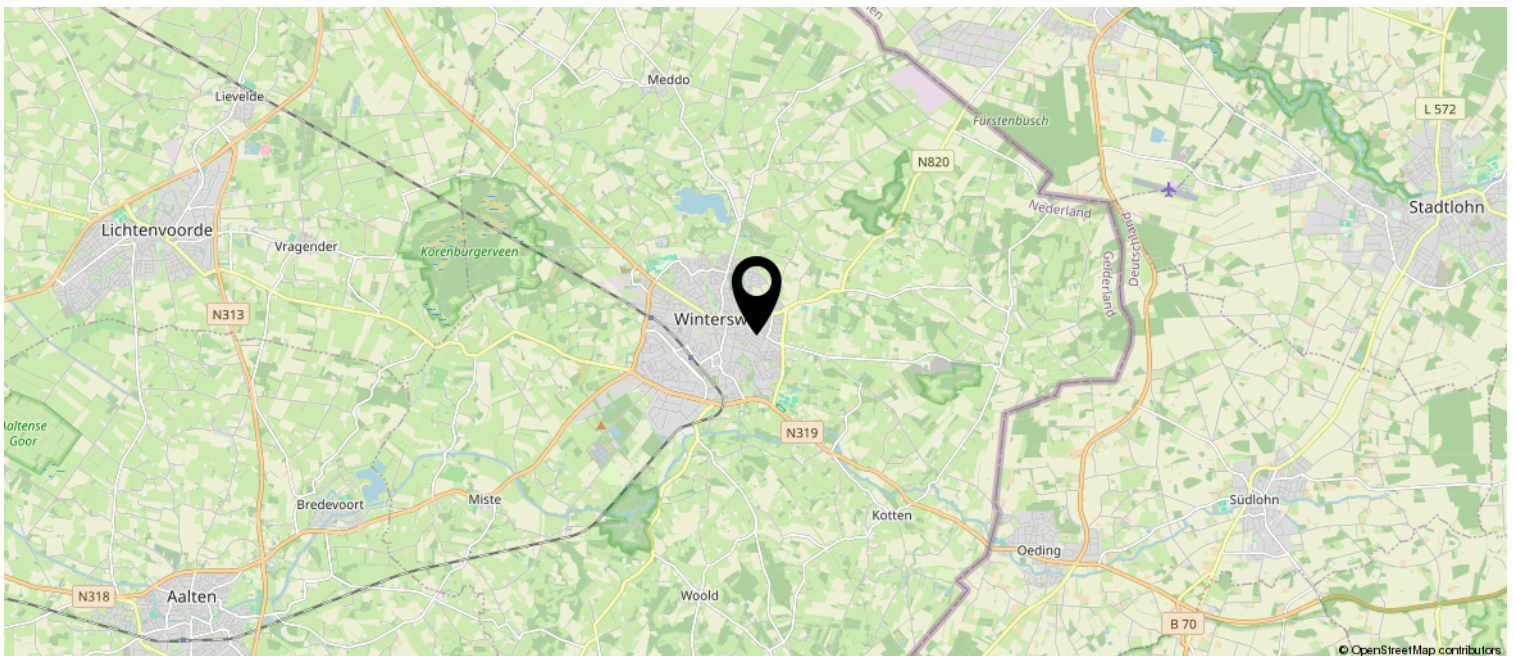 Meddo
Lievelde
L 572
Fürstenbusch
N820
Nederland
Stadtlohn
Lichtenvoorde
Vragender
Korenburgerveen
Deutschland
Gelderland
N313
Aaltense
Goor
N319
Bredevoort
Miste
Kotten
Südlohn
Oeding
N318
Aalten
Woold
B 70
© OpenStreetMap contributors